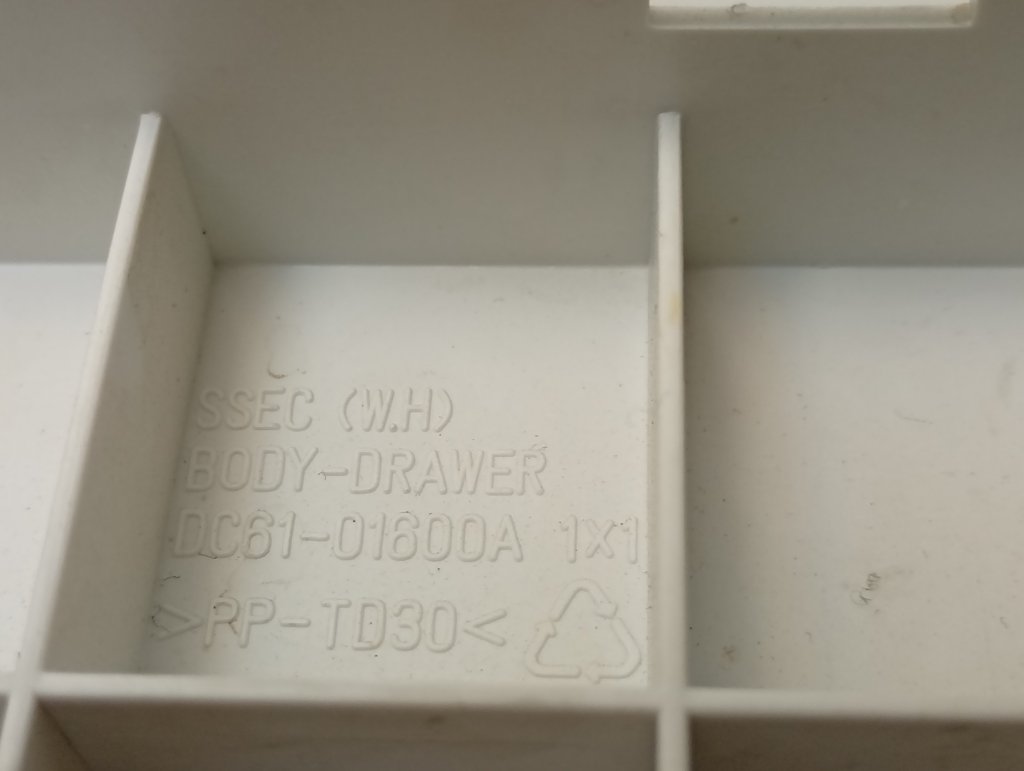 SSEC (W.H)
BODY-DRAWER
DC61-01600A 1x1
>PP-TD30<